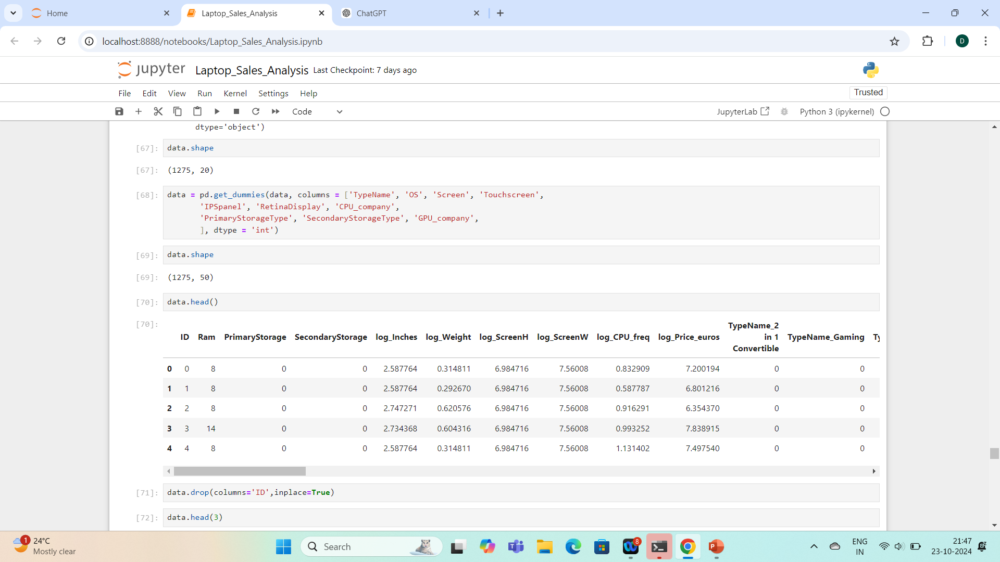 Home
Laptop_Sales_Analysis
ChatGPT
localhost:8888/notebooks/Laptop_Sales_Analysis.ipynb
D
jupyter Laptop_Sales_Analysis Last Checkpoint: 7 days ago
File Edit View Run Kernel Settings Help
Trusted
Code
JupyterLab
Python 3 (ipykernel)
dtype='object')
[67]: data.shape
[67]: (1275, 20)
[68]: data = pd.get_dummies(data, columns = ['TypeName', 'OS', 'Screen', 'Touchscreen',
'IPSpanel', 'RetinaDisplay', 'CPU_company',
'PrimaryStorageType', 'SecondaryStorageType', 'GPU_company',
], dtype = 'int')
[69]: data.shape
[69]: (1275, 50)
[70]: data.head()
[70]:
ID Ram PrimaryStorage SecondaryStorage log_Inches log_Weight log_ScreenH log_ScreenW log_CPU_freq log_Price_euros TypeName_2 in 1 Convertible TypeName_Gaming Ty
0 0 8 0 0 2.587764 0.314811 6.984716 7.56008 0.832909 7.200194 0 0
1 1 8 0 0 2.587764 0.292670 6.984716 7.56008 0.587787 6.801216 0 0
2 2 8 0 0 2.747271 0.620576 6.984716 7.56008 0.916291 6.354370 0 0
3 3 14 0 0 2.734368 0.604316 6.984716 7.56008 0.993252 7.838915 0 0
4 4 8 0 0 2.587764 0.314811 6.984716 7.56008 1.131402 7.497540 0 0
[71]: data.drop(columns='ID',inplace=True)
[72]: data.head(3)
1
24°C
Mostly clear
Search
8
ENG
IN
21:47
23-10-2024